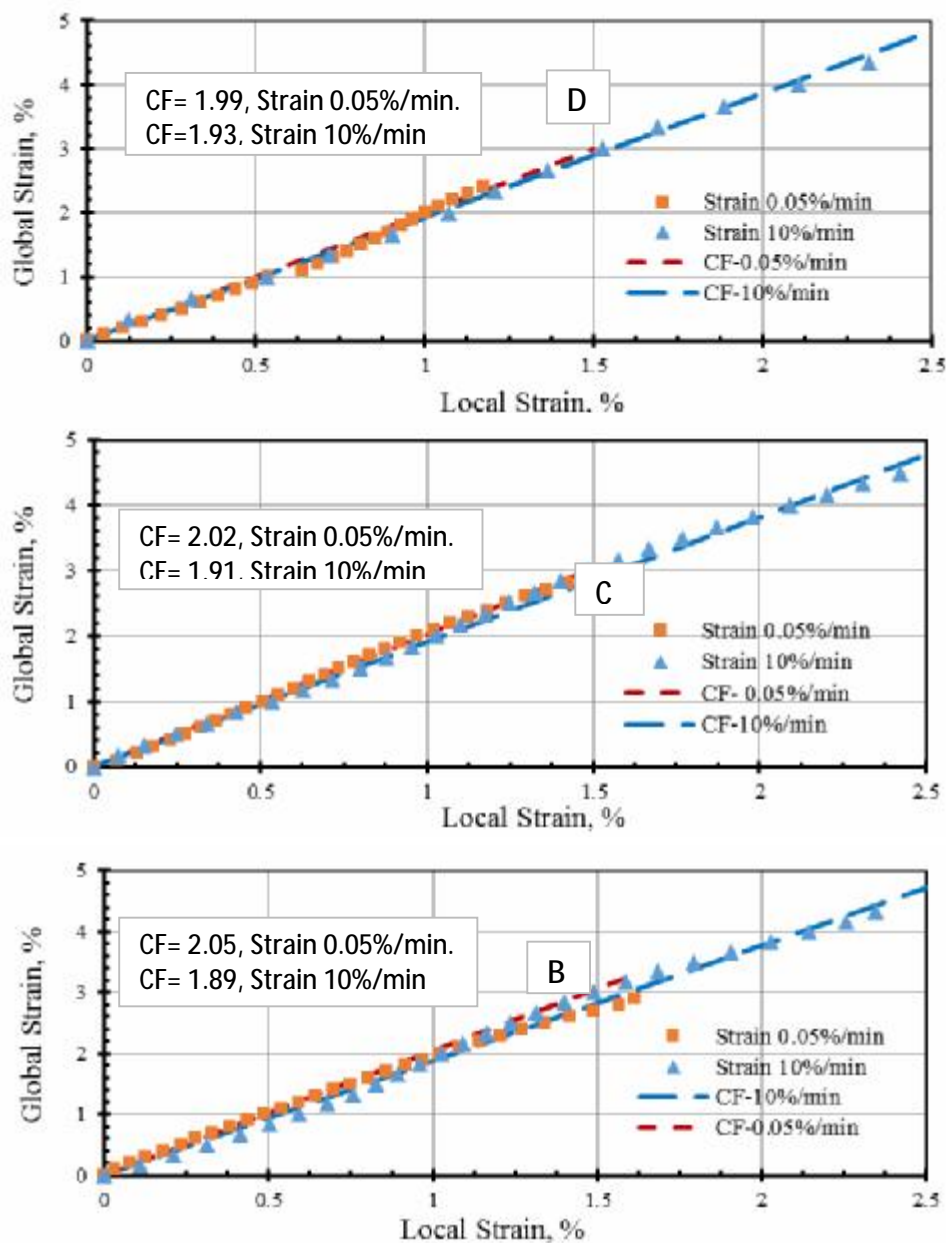 5
4
3
2
1
0
Global Strain, %
CF= 1.99, Strain 0.05%/min.
CF=1.93, Strain 10%/min
D
Strain 0.05%/min
Strain 10%/min
CF-0.05%/min
CF-10%/min
0 0.5 1 1.5 2 2.5
Local Strain, %
5
4
3
2
1
0
Global Strain, %
CF= 2.02, Strain 0.05%/min.
CF= 1.91, Strain 10%/min
C
Strain 0.05%/min
Strain 10%/min
CF- 0.05%/min
CF-10%/min
0 0.5 1 1.5 2 2.5
Local Strain, %
5
4
3
2
1
0
Global Strain, %
CF= 2.05, Strain 0.05%/min.
CF= 1.89, Strain 10%/min
B
Strain 0.05%/min
Strain 10%/min
CF-10%/min
CF-0.05%/min
0 0.5 1 1.5 2 2.5
Local Strain, %